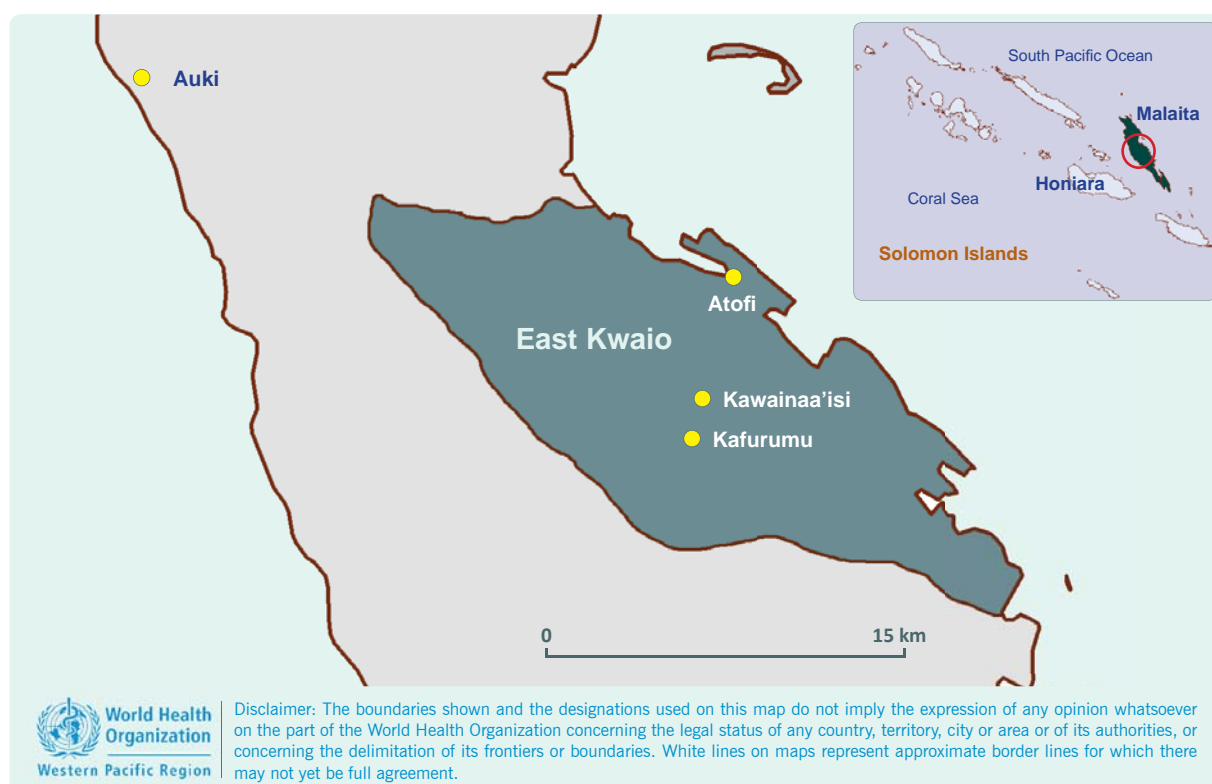 Auki
South Pacific Ocean
Malaita
Honiara
Coral Sea
Solomon Islands
Atofi
East Kwaio
Kawainaa'isi
Kafurumu
0 15 km
World Health
Organization
Western Pacific Region
Disclaimer: The boundaries shown and the designations used on this map do not imply the expression of any opinion whatsoever
on the part of the World Health Organization concerning the legal status of any country, territory, city or area or of its authorities, or
concerning the delimitation of its frontiers or boundaries. White lines on maps represent approximate border lines for which there
may not yet be full agreement.